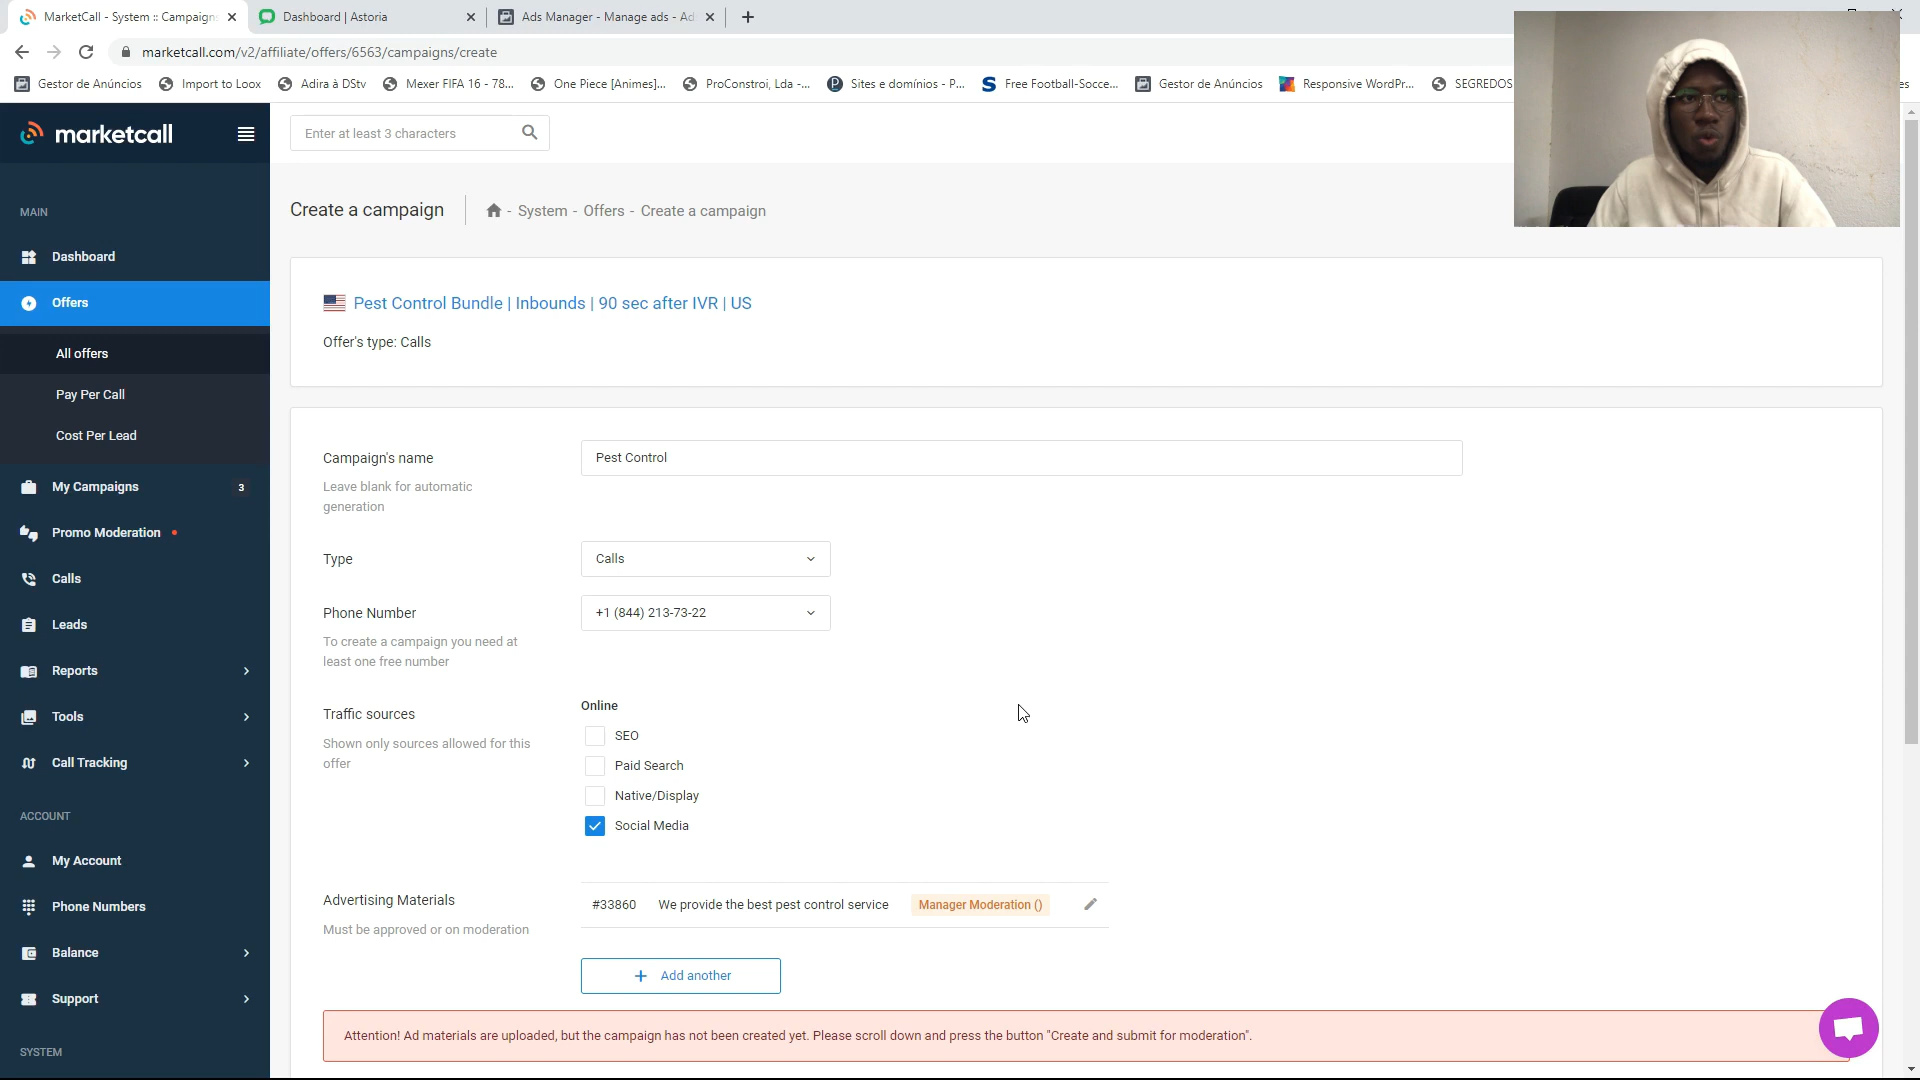 MarketCall - System :: Campaign
Dashboard | Astoria
Ads Manager - Manage ads - Ad
marketcall.com/v2/affiliate/offers/6563/campaigns/create
Gestor de Anúncios
Import to Loox
Adira à DStv
Mexer FIFA 16 - 78...
One Piece [Animes]...
ProConstroi, Lda -...
Sites e domínios - P...
Free Football-Socce...
Gestor de Anúncios
Responsive WordPr...
SEGREDOS
es
marketcall
Enter at least 3 characters
MAIN
Dashboard
Offers
All offers
Pay Per Call
Cost Per Lead
My Campaigns 3
Promo Moderation
Calls
Leads
Reports
Tools
Call Tracking
ACCOUNT
My Account
Phone Numbers
Balance
Support
SYSTEM
Create a campaign
- System - Offers - Create a campaign
Pest Control Bundle | Inbounds | 90 sec after IVR | US
Offer's type: Calls
Campaign's name
Leave blank for automatic
generation
Pest Control
Type
Calls
Phone Number
To create a campaign you need at
least one free number
+1 (844) 213-73-22
Traffic sources
Shown only sources allowed for this
offer
Online
SEO
Paid Search
Native/Display
Social Media
Advertising Materials
Must be approved or on moderation
#33860 We provide the best pest control service Manager Moderation ()
+ Add another
Attention! Ad materials are uploaded, but the campaign has not been created yet. Please scroll down and press the button "Create and submit for moderation".